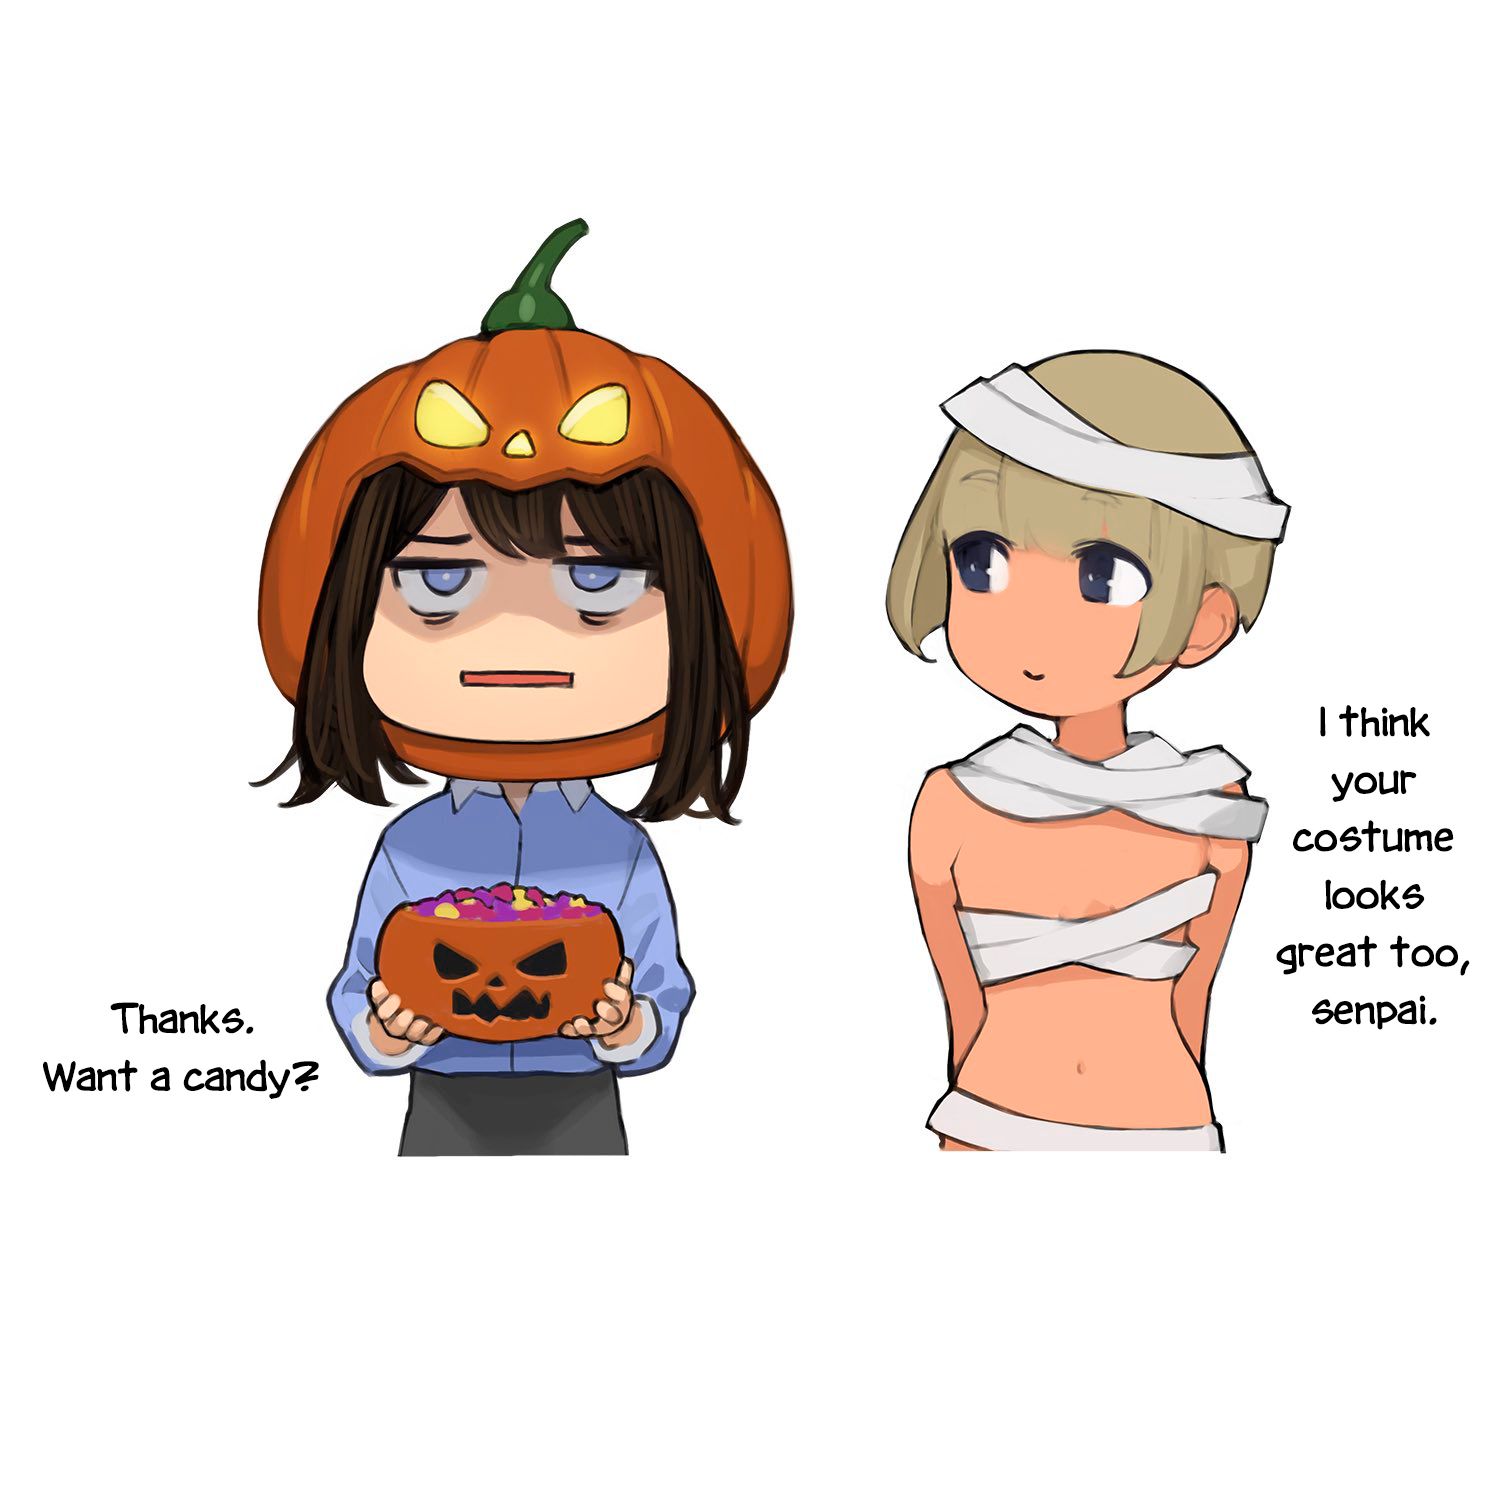 I think
your
costume
looks
great too,
senpai.
Thanks.
Want a candy?